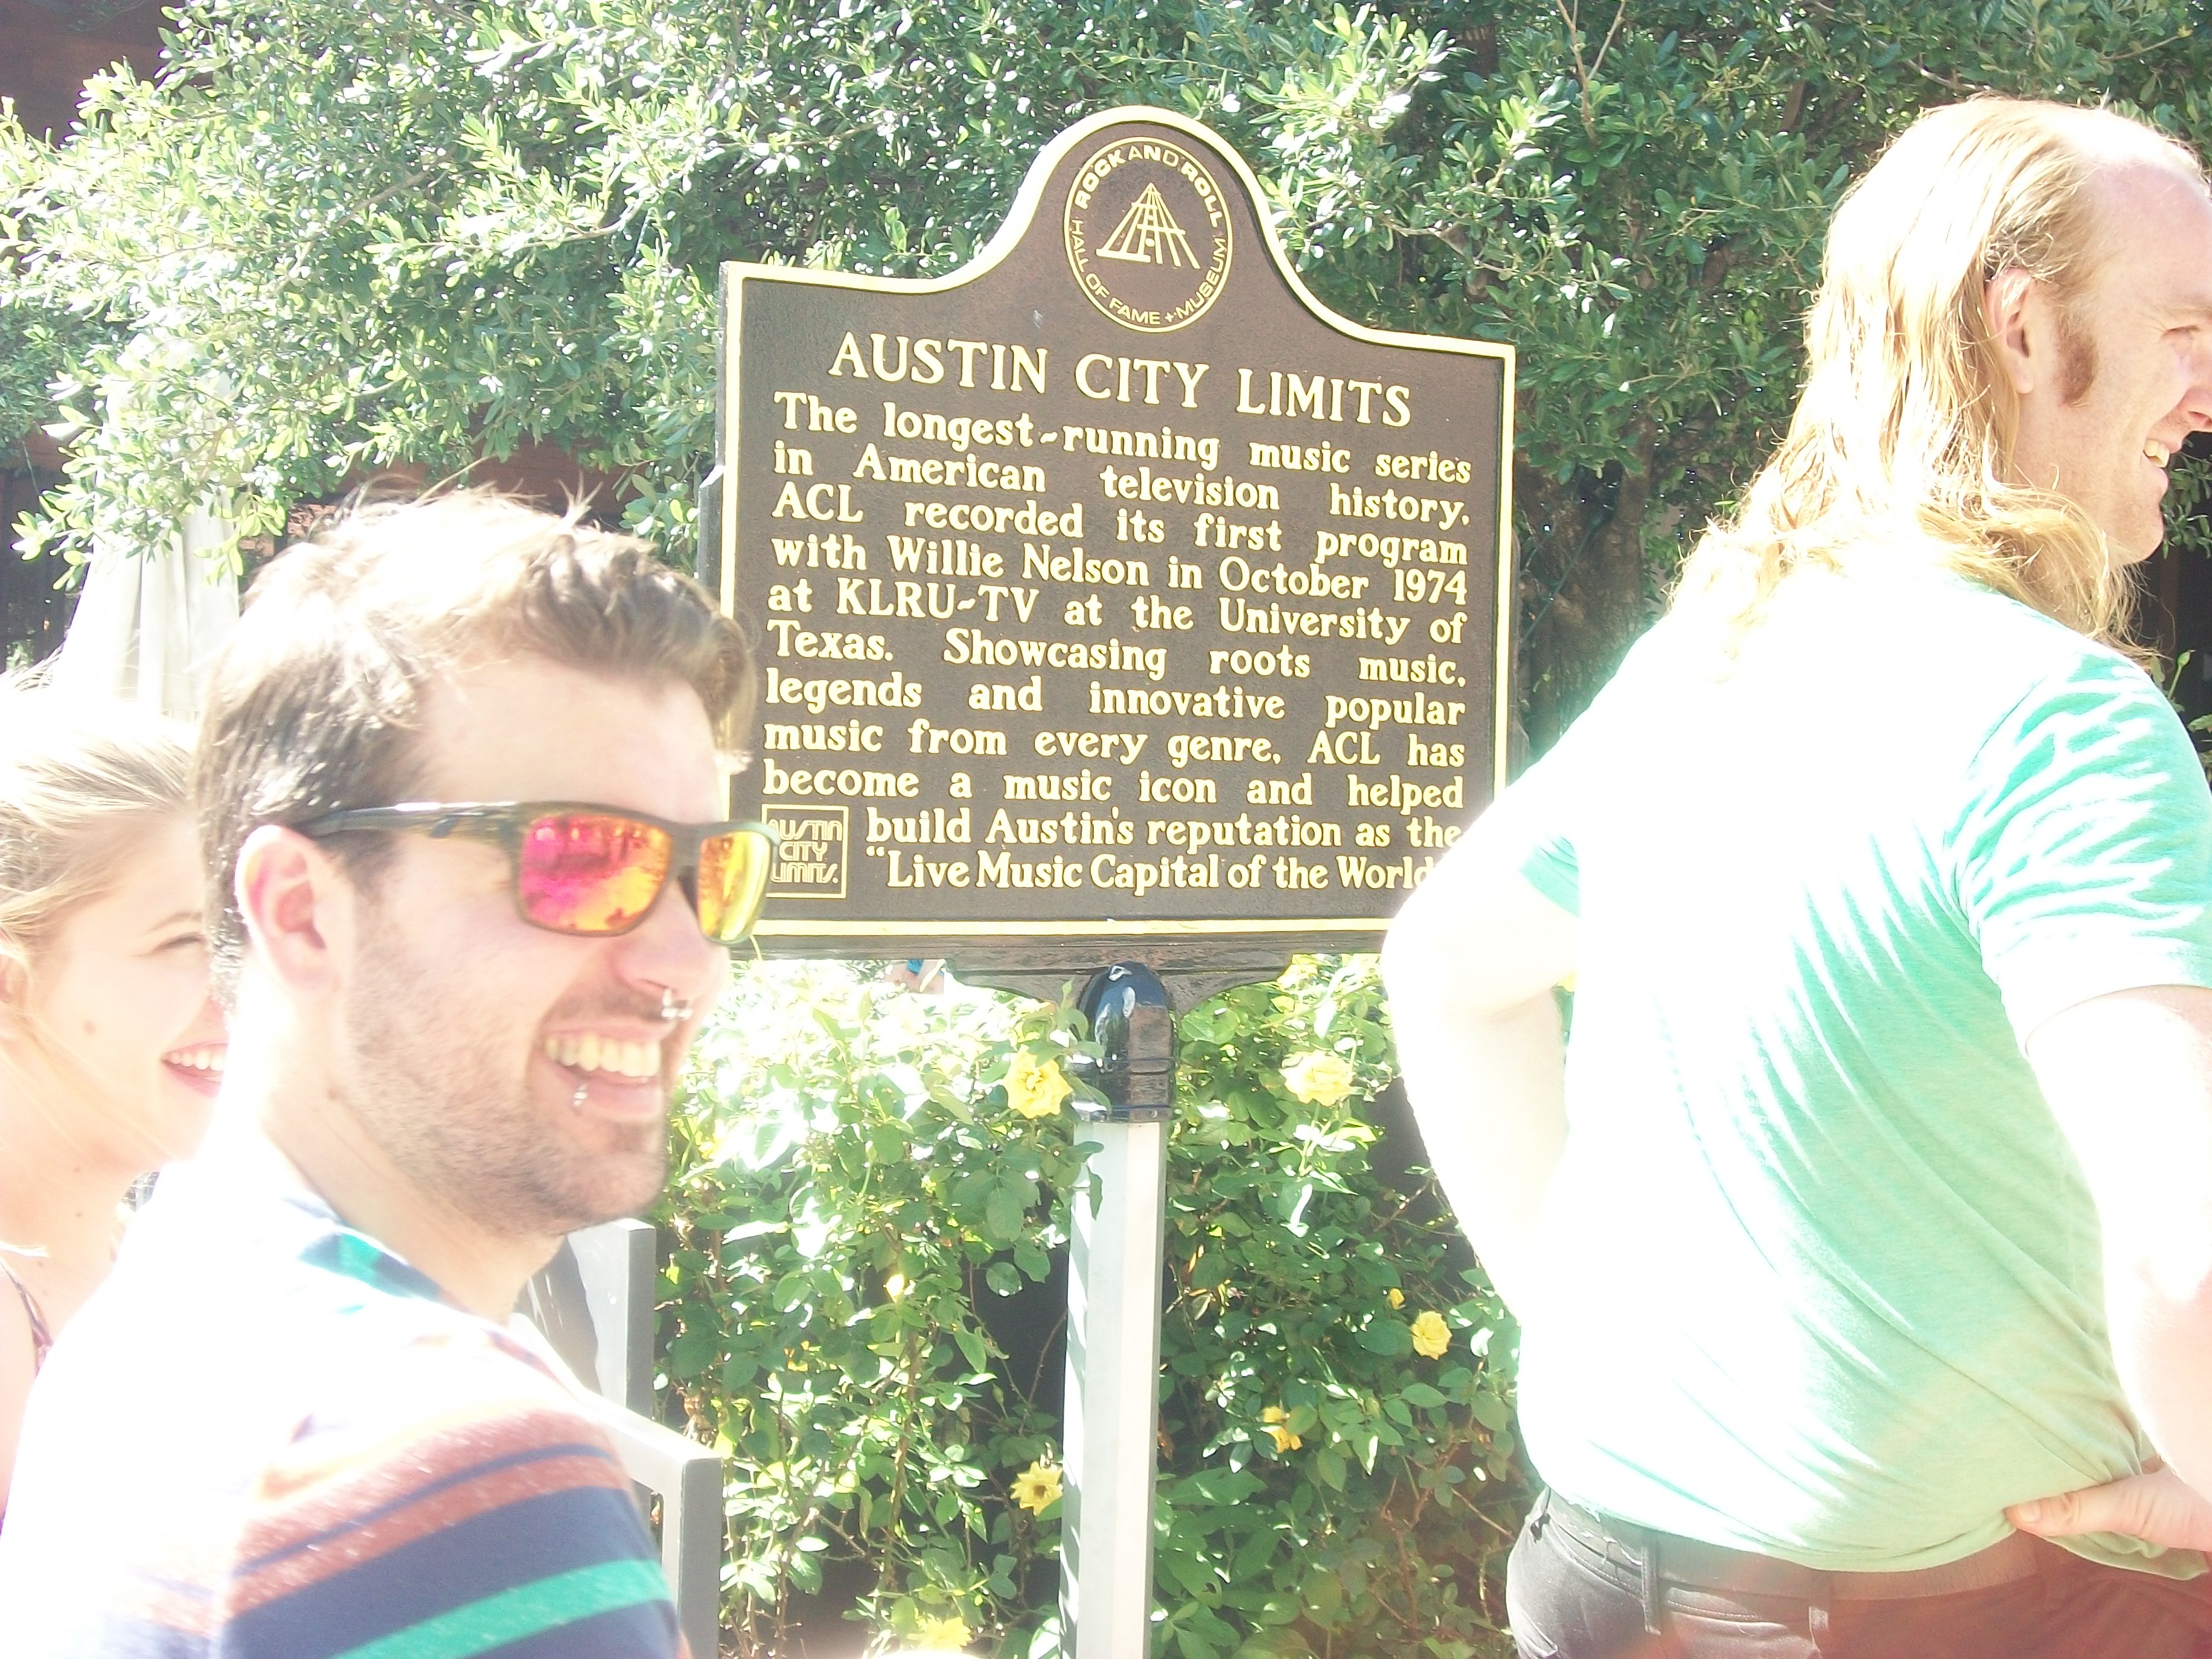 ROCK AND ROLL
HALL OF FAME + MUSEUM
AUSTIN CITY LIMITS
The longest-running music series
in American television history.
ACL recorded its first program
with Willie Nelson in October 1974
at KLRU-TV at the University of
Texas. Showcasing roots music,
legends and innovative popular
music from every genre, ACL has
become a music icon and helped
build Austin's reputation as the
"Live Music Capital of the World"
AUSTIN
CITY
LIMITS.